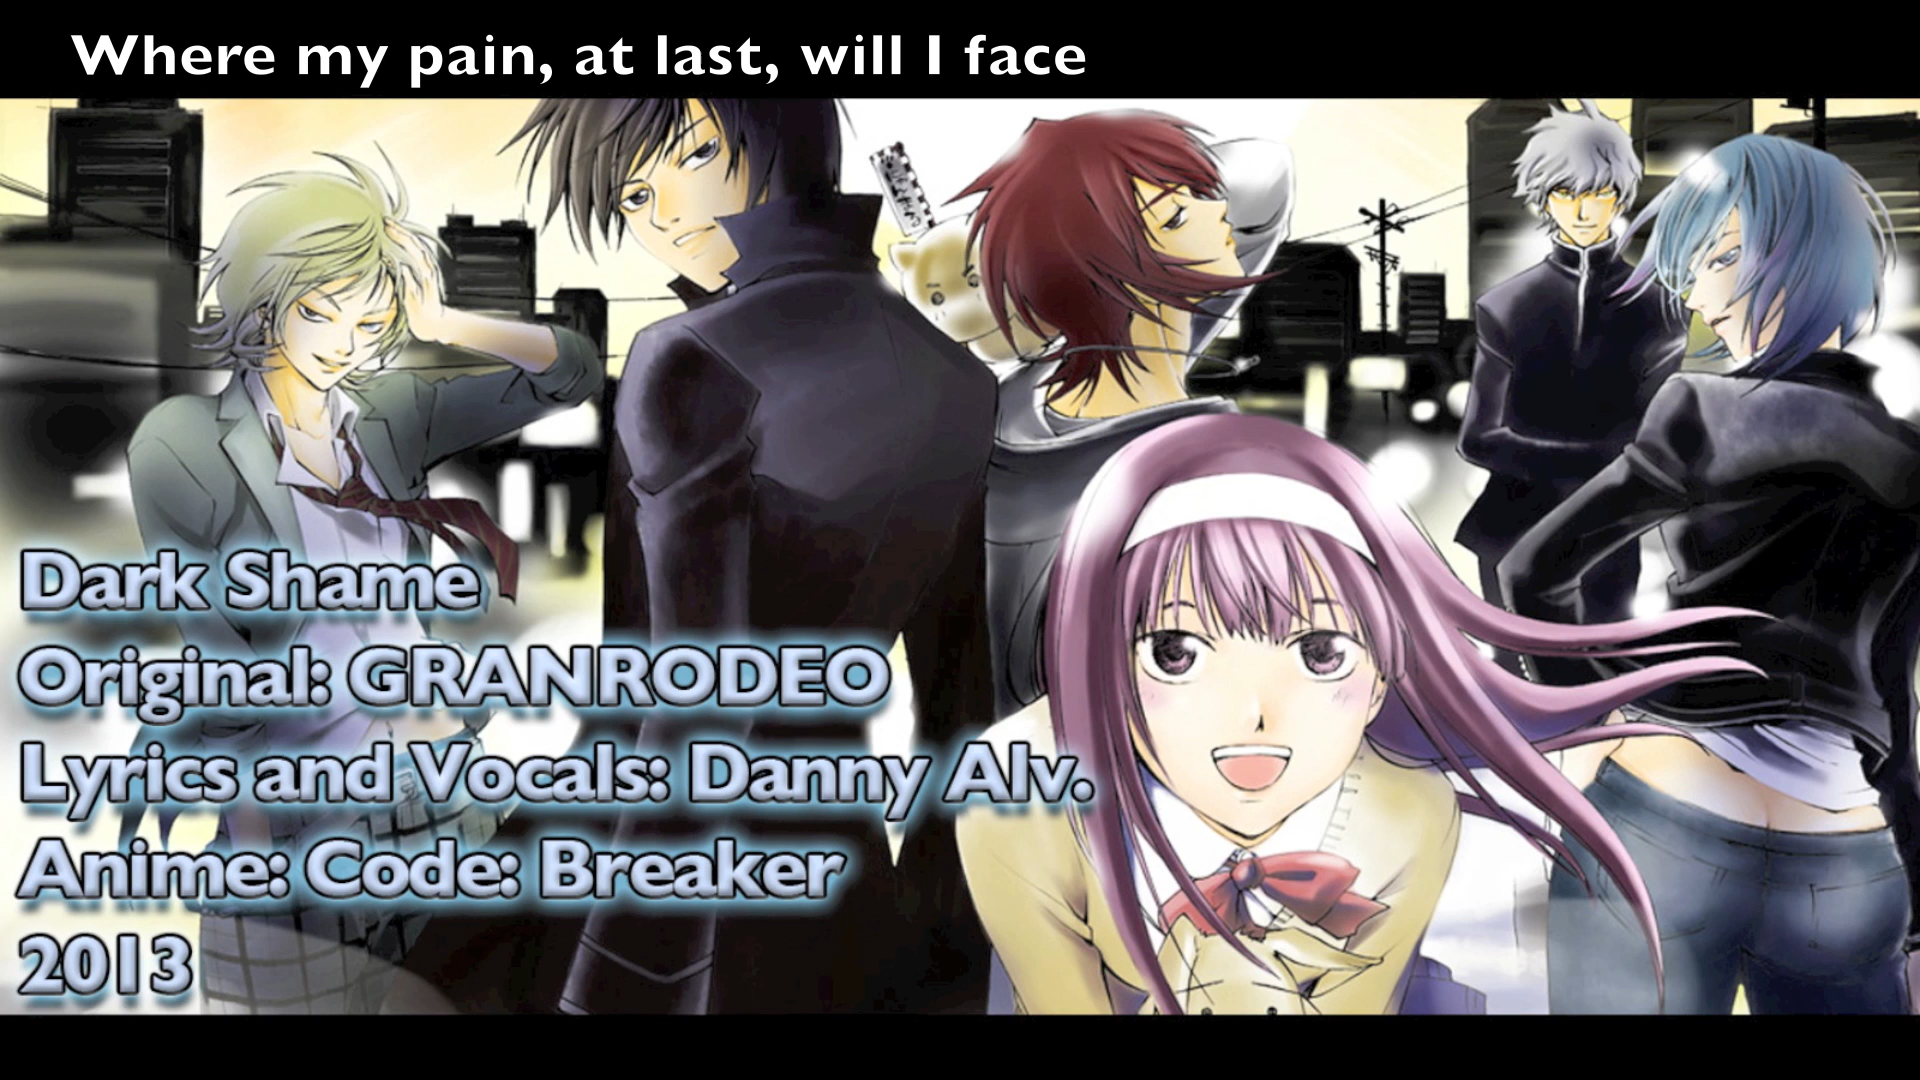 Where my pain, at last, will I face
Dark Shame
Original: GRANRODEO
Lyrics and Vocals: Danny Alv.
Anime: Code: Breaker
2013